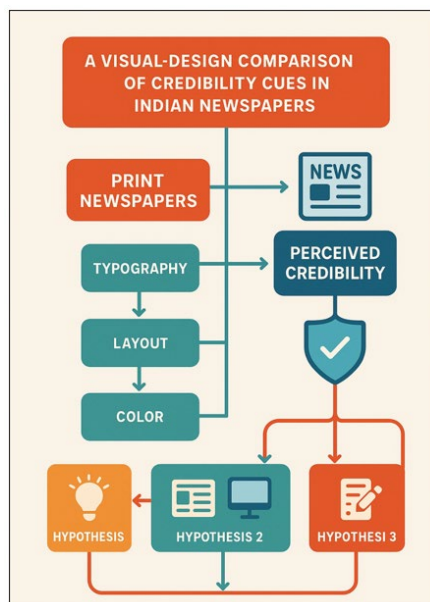 A VISUAL-DESIGN COMPARISON
OF CREDIBILITY CUES IN
INDIAN NEWSPAPERS
PRINT
NEWSPAPERS
NEWS
TYPOGRAPHY
PERCEIVED
CREDIBILITY
LAYOUT
COLOR
HYPOTHESIS
HYPOTHESIS 2
HYPOTHESI 3